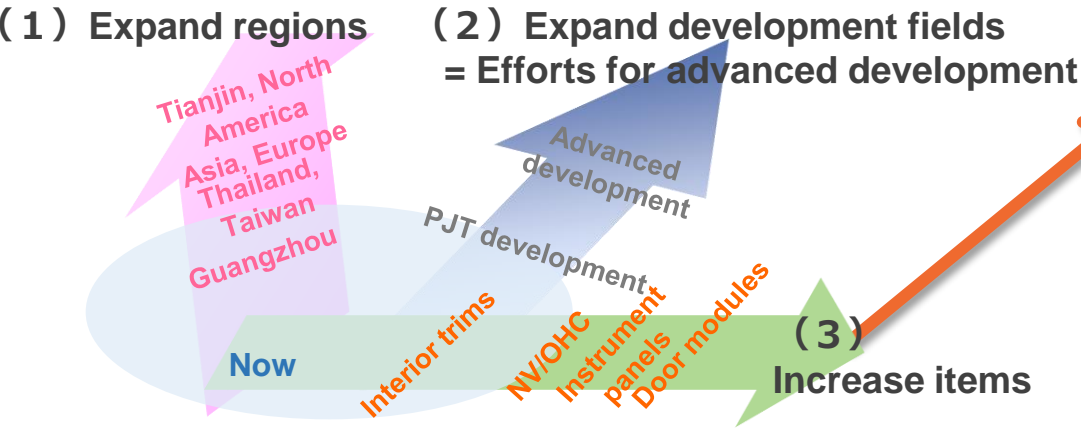 （1）Expand regions
（2）Expand development fields
= Efforts for advanced development
Tianjin, North
America
Asia, Europe
Thailand,
Taiwan
Guangzhou
Advanced
development
PJT development
Now
Interior trims
NV/OHC
Instrument
panels
Door modules
（3）
Increase items